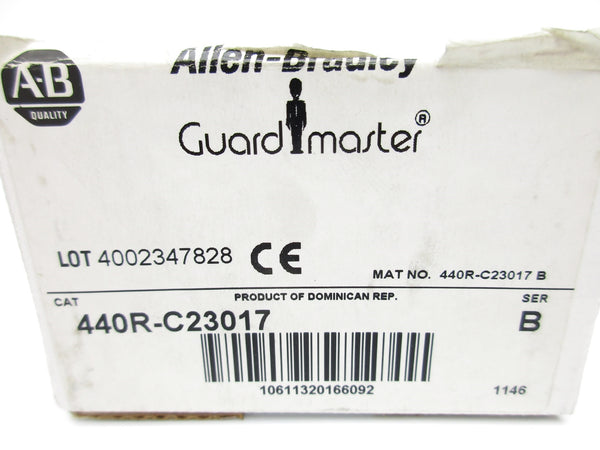 A-B
QUALITY
Allen-Bradley
Guardmaster®
LOT 4002347828 CE
MAT NO. 440R-C23017 B
CAT
PRODUCT OF DOMINICAN REP.
SER
440R-C23017
B
10611320166092
1146